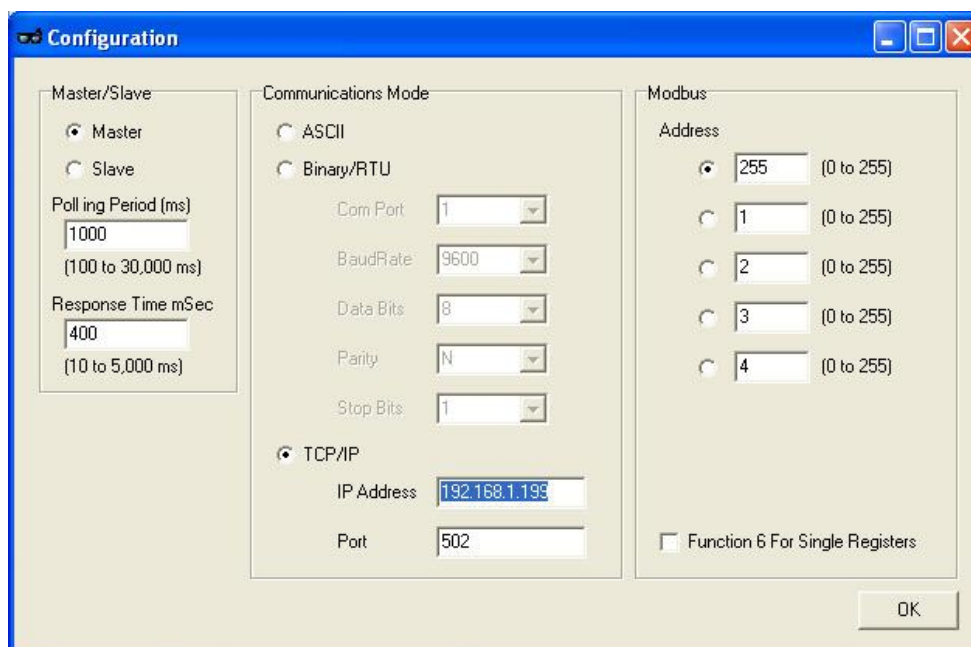 Configuration
Master/Slave
Master
Slave
Polling Period (ms)
1000
(100 to 30,000 ms)
Response Time mSec
400
(10 to 5,000 ms)
Communications Mode
ASCII
Binary/RTU
Com Port 1
BaudRate 9600
Data Bits 8
Parity N
Stop Bits 1
TCP/IP
IP Address 192.168.1.199
Port 502
Modbus
Address
255 (0 to 255)
1 (0 to 255)
2 (0 to 255)
3 (0 to 255)
4 (0 to 255)
Function 6 For Single Registers
OK